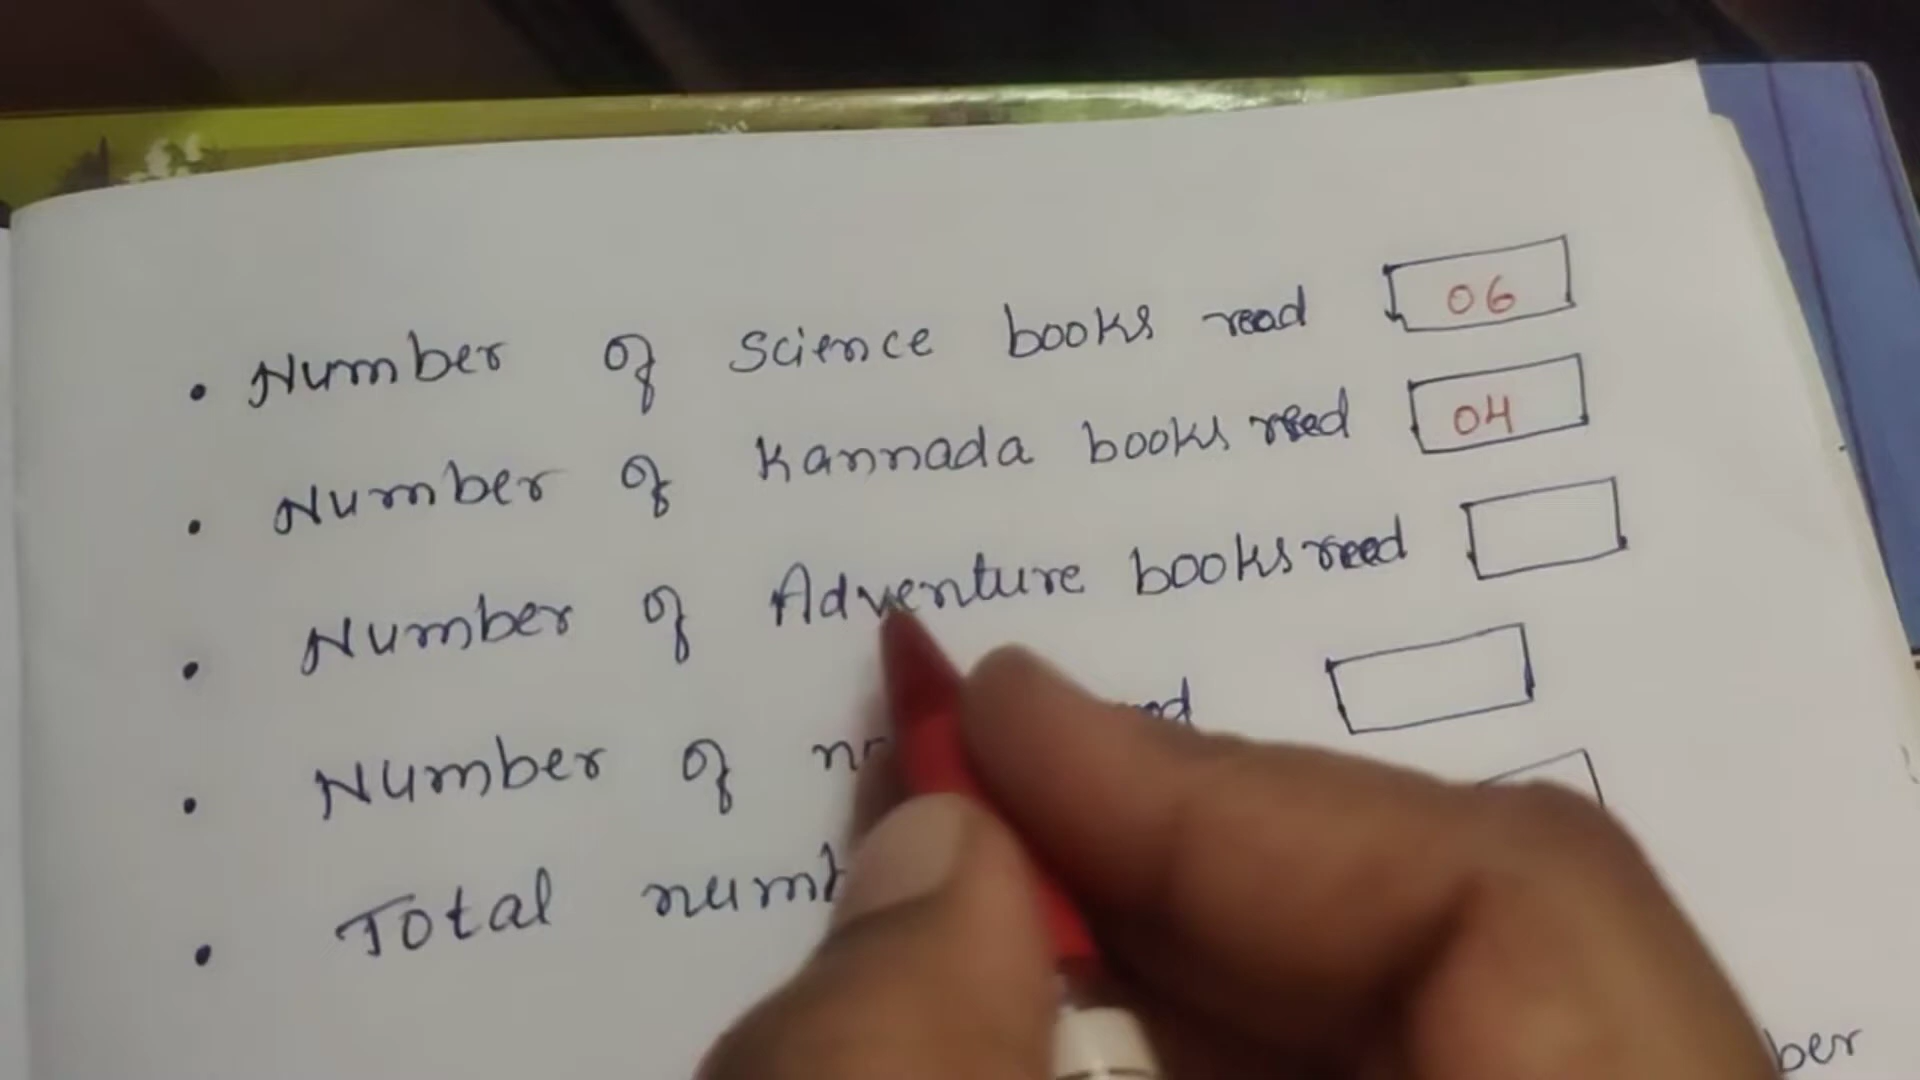 • Number of Science books read 06
• Number of Kannada books read 04
• Number of Adventure books read
• Number of
• Total